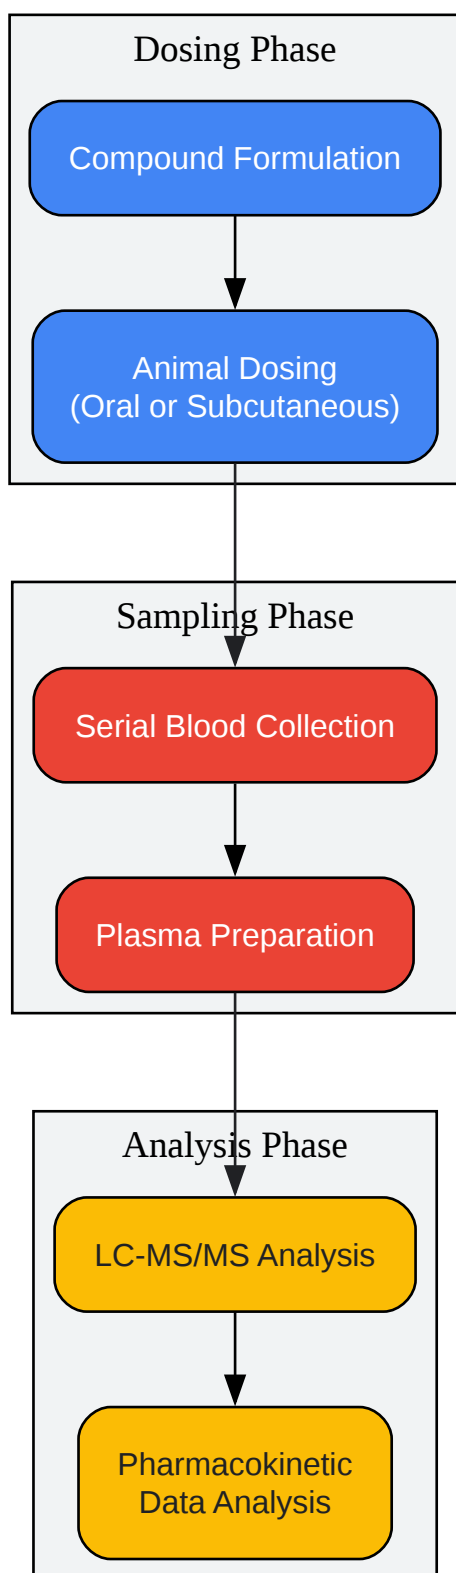 Dosing Phase
Compound Formulation
Animal Dosing
(Oral or Subcutaneous)
Sampling Phase
Serial Blood Collection
Plasma Preparation
Analysis Phase
LC-MS/MS Analysis
Pharmacokinetic
Data Analysis